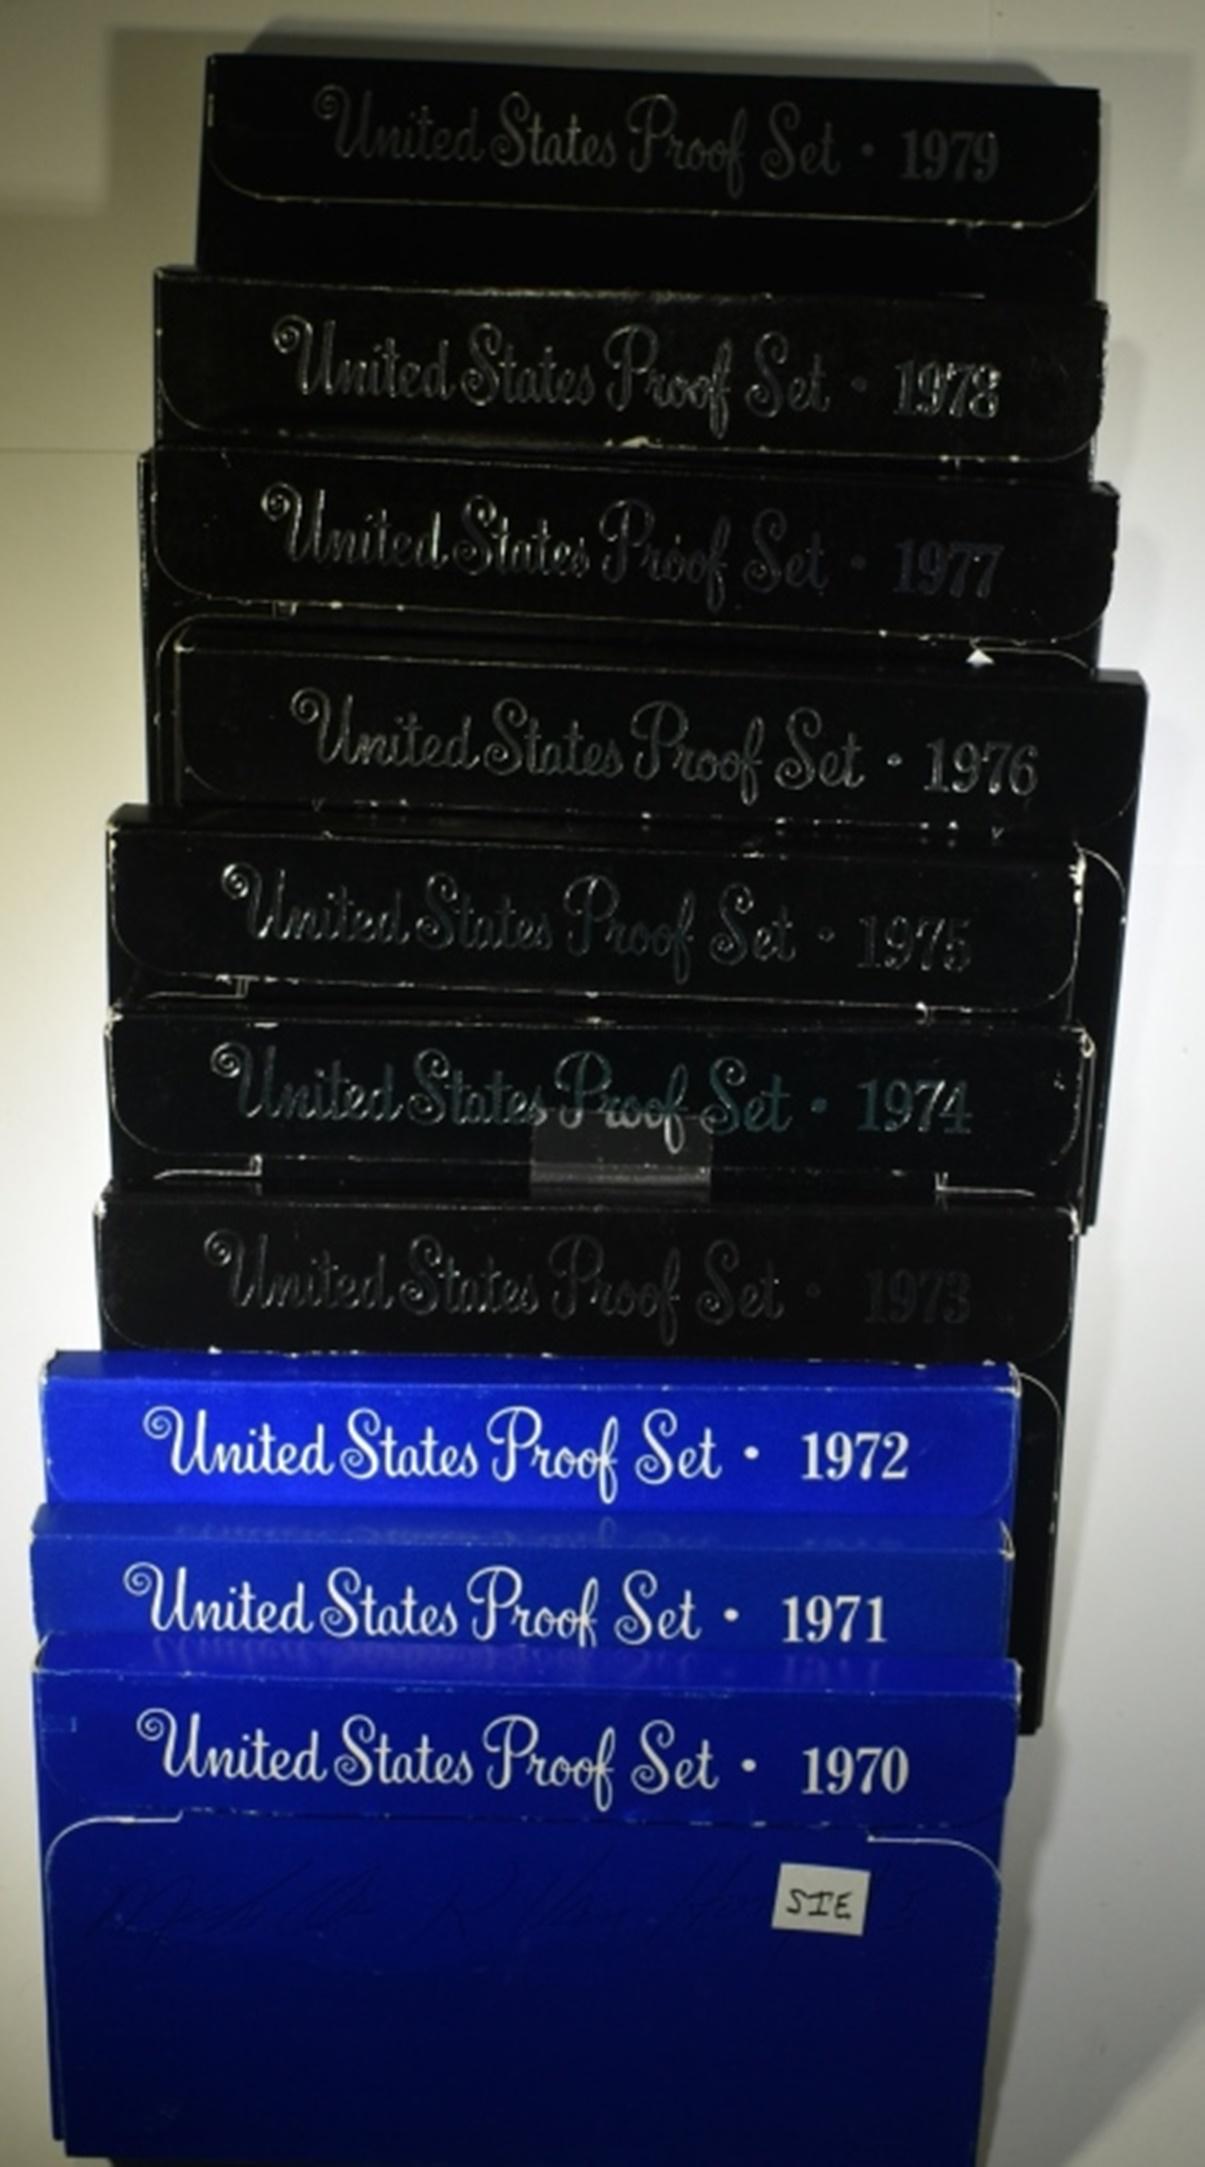 United States Proof Set • 1979
United States Proof Set • 1978
United States Proof Set • 1977
United States Proof Set • 1976
United States Proof Set • 1975
United States Proof Set • 1974
United States Proof Set • 1973
United States Proof Set • 1972
United States Proof Set • 1971
United States Proof Set • 1970
SIE